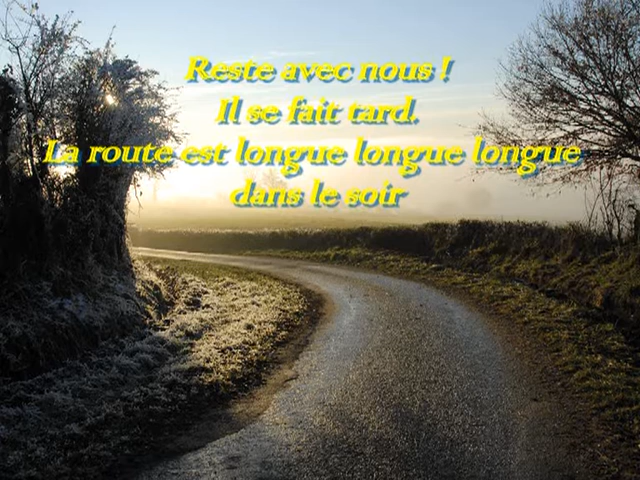 Reste avec nous !
Il se fait tard.
La route est longue longue longue
dans le soir